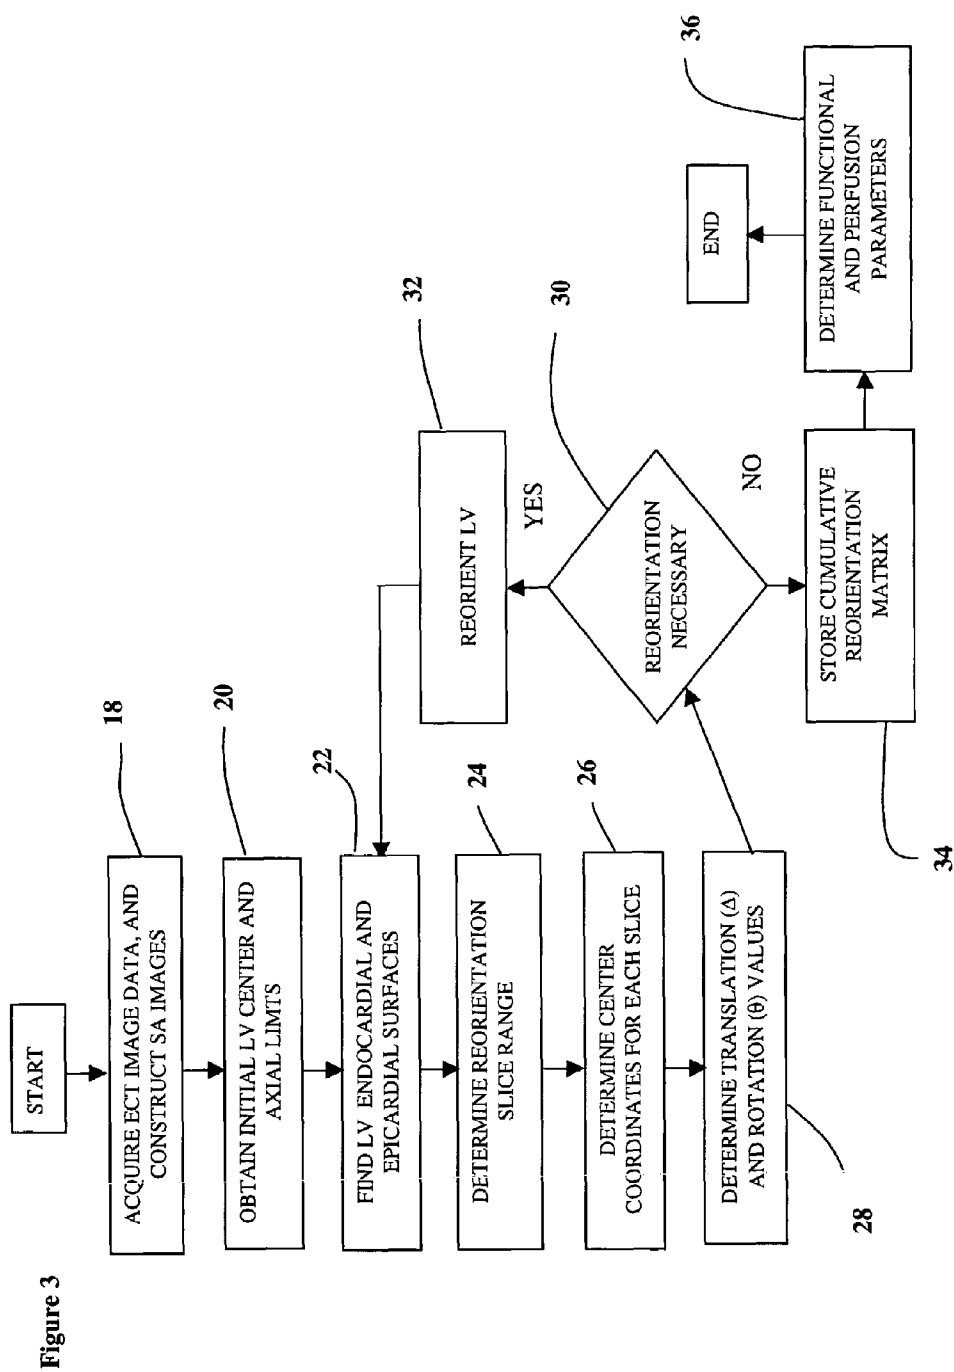 Figure 3
START
ACQUIRE ECT IMAGE DATA, AND
CONSTRUCT SA IMAGES
18
OBTAIN INITIAL LV CENTER AND
AXIAL LIMTS
20
FIND LV ENDOCARDIAL AND
EPICARDIAL SURFACES
22
DETERMINE REORIENTATION
SLICE RANGE
24
DETERMINE CENTER
COORDINATES FOR EACH SLICE
26
DETERMINE TRANSLATION (Δ)
AND ROTATION (θ) VALUES
28
REORIENT LV
32
YES
REORIENTATION
NECESSARY
30
NO
STORE CUMULATIVE
REORIENTATION
MATRIX
34
END
DETERMINE FUNCTIONAL
AND PERFUSION
PARAMETERS
36